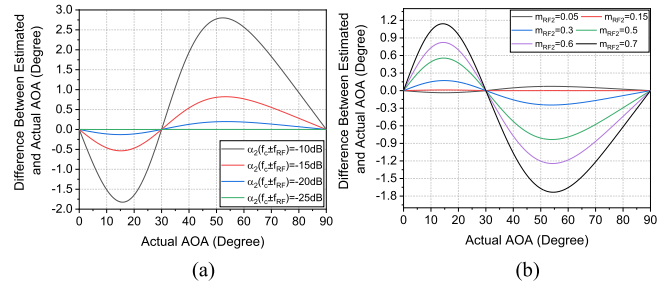 Difference Between Estimated
and Actual AOA (Degree)
3.0
2.5
2.0
1.5
1.0
0.5
0.0
-0.5
-1.0
-1.5
-2.0
α2(fc±fRF)=-10dB
α2(fc±fRF)=-15dB
α2(fc±fRF)=-20dB
α2(fc±fRF)=-25dB
0 10 20 30 40 50 60 70 80 90
Actual AOA (Degree)
(a)
Difference Between Estimated
and Actual AOA (Degree)
mRF2=0.05 mRF2=0.15
mRF2=0.3 mRF2=0.5
mRF2=0.6 mRF2=0.7
1.2
0.9
0.6
0.3
0.0
-0.3
-0.6
-0.9
-1.2
-1.5
-1.8
0 10 20 30 40 50 60 70 80 90
Actual AOA (Degree)
(b)